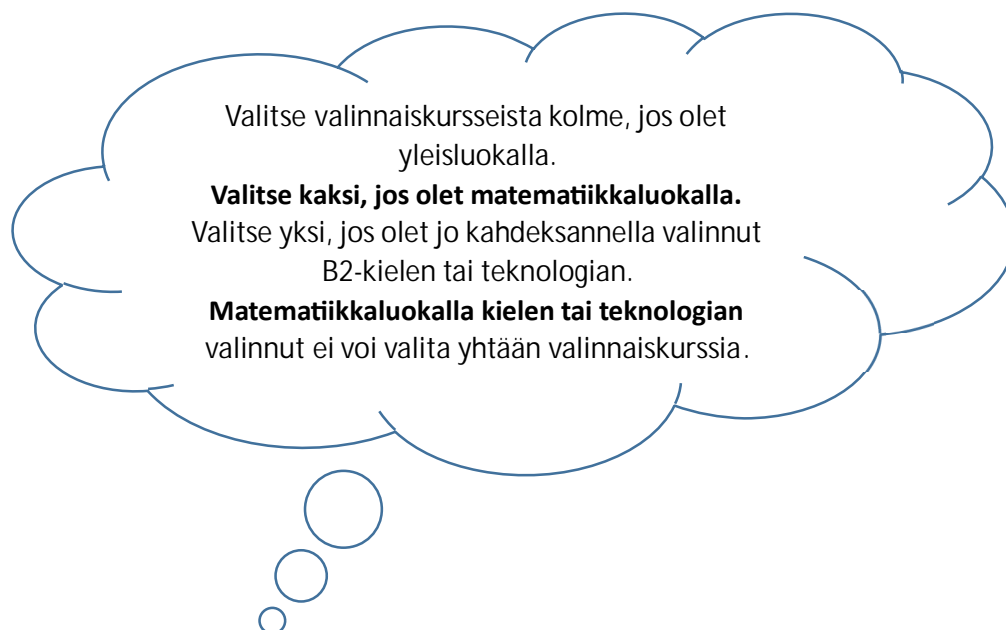 Valitse valinnaiskursseista kolme, jos olet
yleisluokalla.
Valitse kaksi, jos olet matematiikkaluokalla.
Valitse yksi, jos olet jo kahdeksannella valinnut
B2-kielen tai teknologian.
Matematiikkaluokalla kielen tai teknologian
valinnut ei voi valita yhtään valinnaiskurssia.